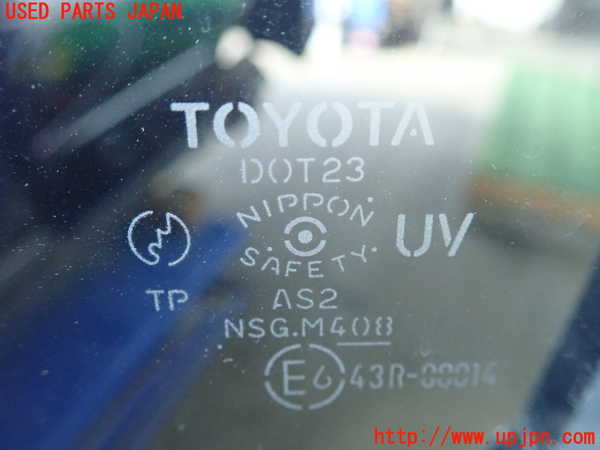 USED PARTS JAPAN
TOYOTA
DOT23
NIPPON
SAFETY
UV
TP
AS2
NSG.M408
E6 43R-00014
http://www.upjpn.com